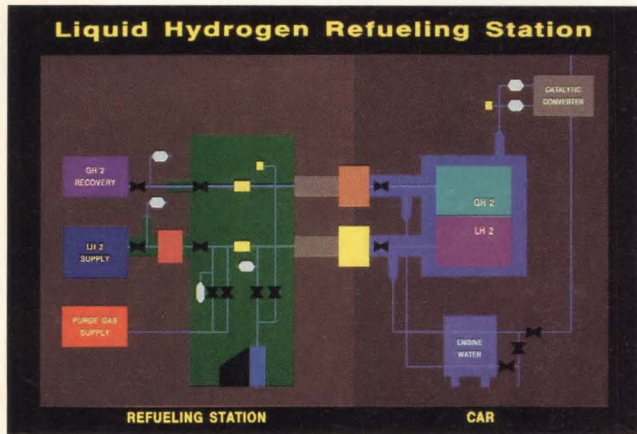 Liquid Hydrogen Refueling Station
CATALYTIC
CONVERTER
GH 2
RECOVERY
GH 2
LH 2
SUPPLY
LH 2
PURGE GAS
SUPPLY
ENGINE
WATER
REFUELING STATION
CAR